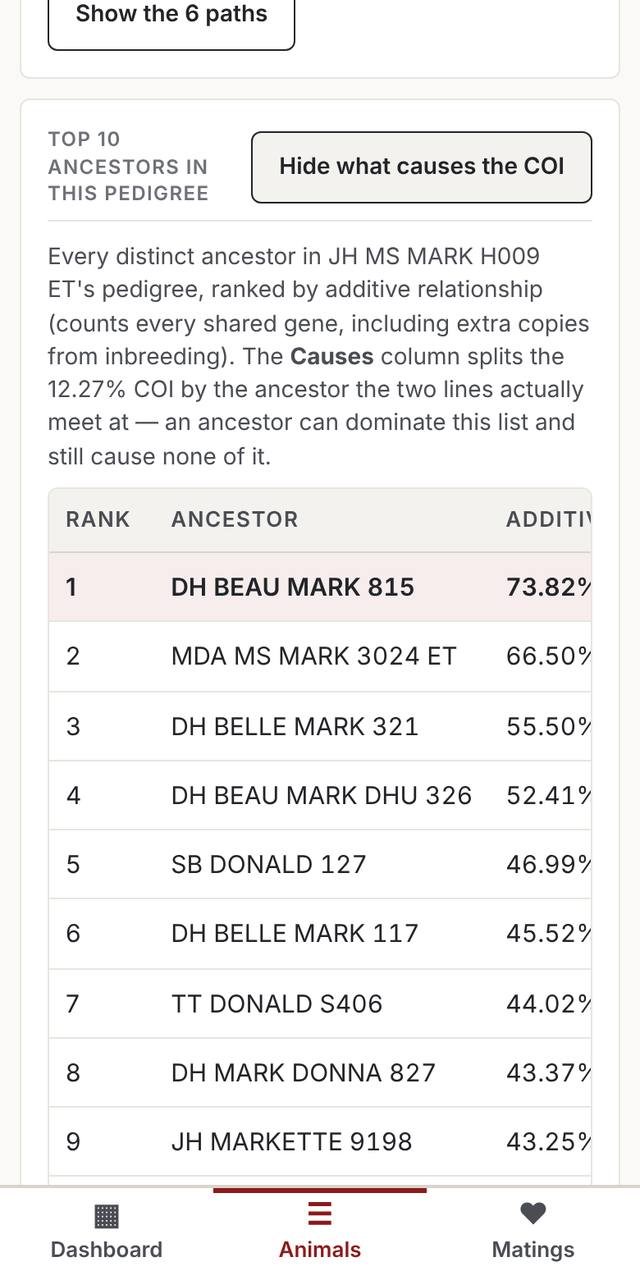 Show the 6 paths
TOP 10
ANCESTORS IN
THIS PEDIGREE
Hide what causes the COI
Every distinct ancestor in JH MS MARK H009
ET's pedigree, ranked by additive relationship
(counts every shared gene, including extra copies
from inbreeding). The Causes column splits the
12.27% COI by the ancestor the two lines actually
meet at — an ancestor can dominate this list and
still cause none of it.
RANK ANCESTOR
1 DH BEAU MARK 815 73.82%
2 MDA MS MARK 3024 ET 66.50%
3 DH BELLE MARK 321 55.50%
4 DH BEAU MARK DHU 326 52.41%
5 SB DONALD 127 46.99%
6 DH BELLE MARK 117 45.52%
7 TT DONALD S406 44.02%
8 DH MARK DONNA 827 43.37%
9 JH MARKETTE 9198 43.25%
Dashboard Animals Matings